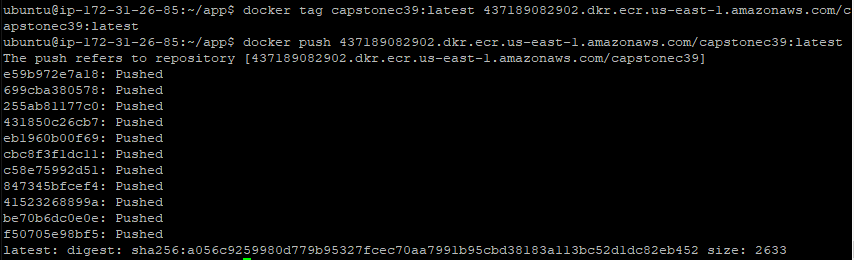 ubuntu@ip-172-31-26-85:~/app$ docker tag capstonec39:latest 437189082902.dkr.ecr.us-east-1.amazonaws.com/c
apstonec39:latest
ubuntu@ip-172-31-26-85:~/app$ docker push 437189082902.dkr.ecr.us-east-1.amazonaws.com/capstonec39:latest
The push refers to repository [437189082902.dkr.ecr.us-east-1.amazonaws.com/capstonec39]
e59b972e7a18: Pushed
699cba380578: Pushed
255ab81177c0: Pushed
431850c26cb7: Pushed
eb1960b00f69: Pushed
cbc8f3f1dc11: Pushed
c58e75992d51: Pushed
847345bfcef4: Pushed
41523268899a: Pushed
be70b6dc0e0e: Pushed
f50705e98bf5: Pushed
latest: digest: sha256:a056c9259980d779b95327fcec70aa7991b95cbd38183a113bc52d1dc82eb452 size: 2633